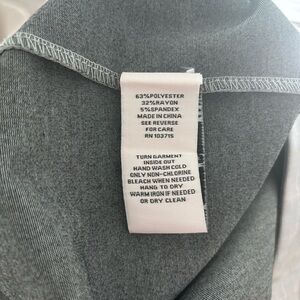 63%POLYESTER
32%RAYON
5%SPANDEX
MADE IN CHINA
SEE REVERSE
FOR CARE
RN 103715
TURN GARMENT
INSIDE OUT
HAND WASH COLD
ONLY NON-CHLORINE
BLEACH WHEN NEEDED
HANG TO DRY
WARM IRON IF NEEDED
OR DRY CLEAN